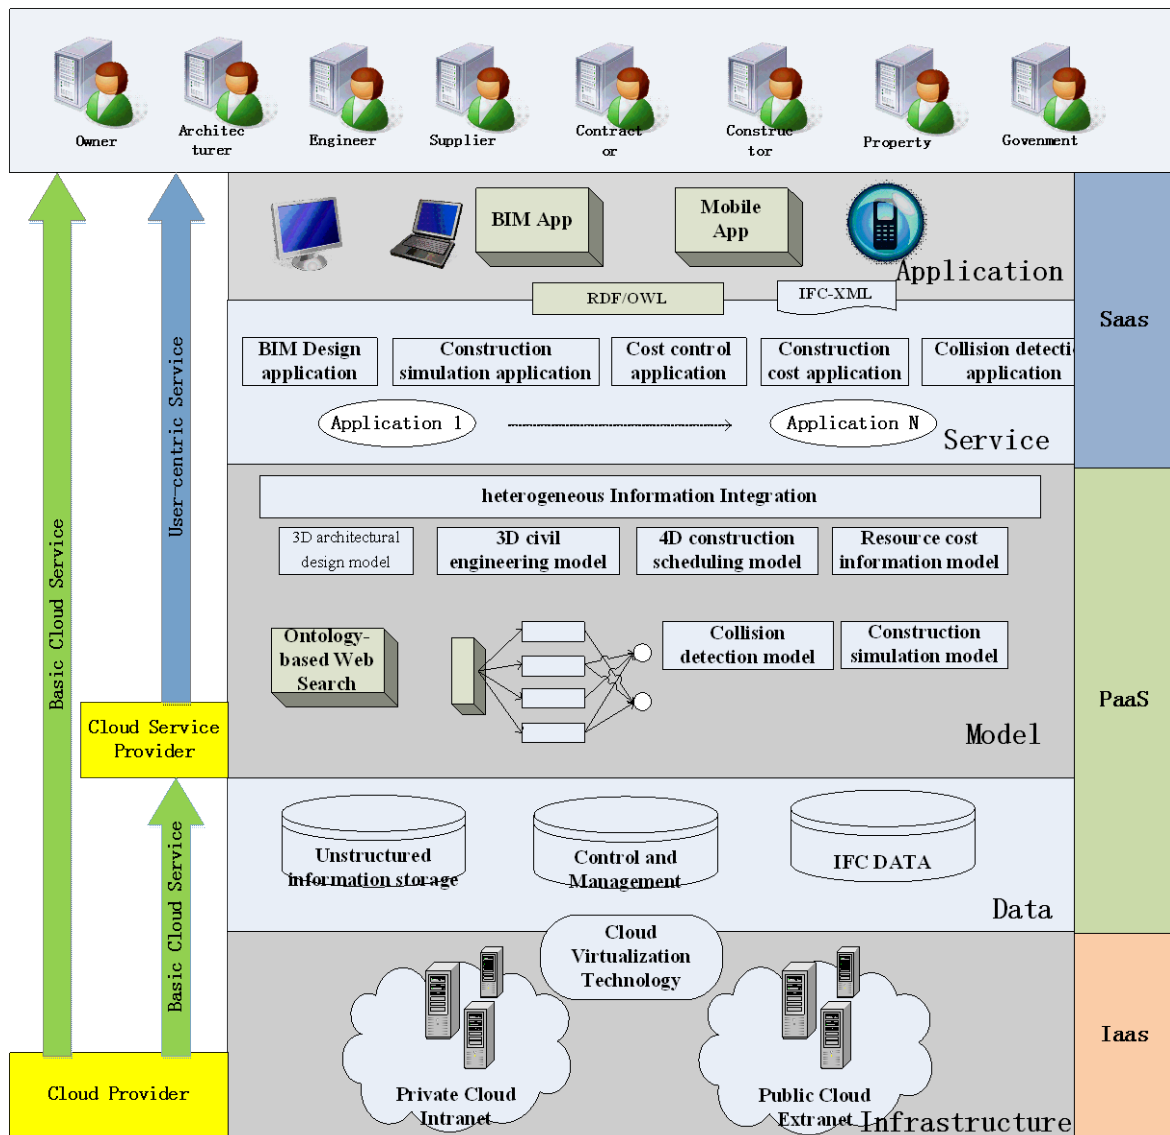 Owner
Architec
turer
Engineer
Supplier
Contract
or
Construc
tor
Property
Govenment
BIM App
Mobile
App
Application
RDF/OWL
IFC-XML
Saas
BIM Design
application
Construction
simulation application
Cost control
application
Construction
cost application
Collision detectio
application
Application 1
Application N
Service
User-centric Service
Basic Cloud Service
heterogeneous Information Integration
3D architectural
design model
3D civil
engineering model
4D construction
scheduling model
Resource cost
information model
Ontology-
based Web
Search
Collision
detection model
Construction
simulation model
Model
PaaS
Cloud Service
Provider
Basic Cloud Service
Unstructured
information storage
Control and
Management
IFC DATA
Data
Cloud
Virtualization
Technology
Private Cloud
Intranet
Public Cloud
Extranet
Infrastructure
Iaas
Cloud Provider